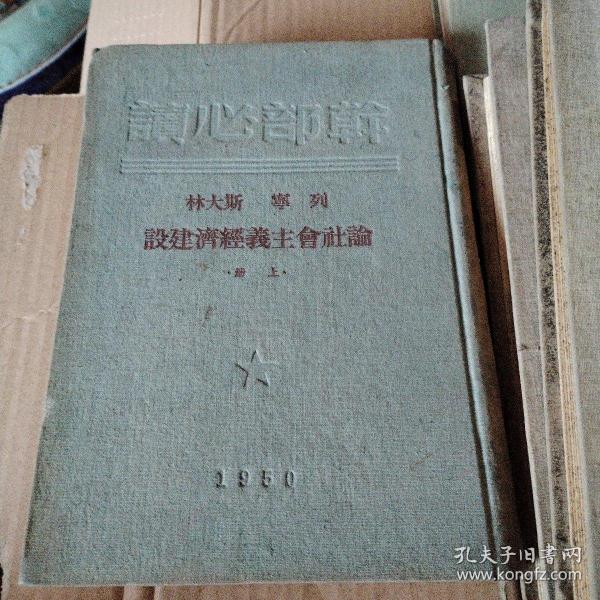 幹部必讀
列寧 斯大林
論社會主義經濟建設
·上 册·
1950
孔夫子旧书网
www.kongfz.com